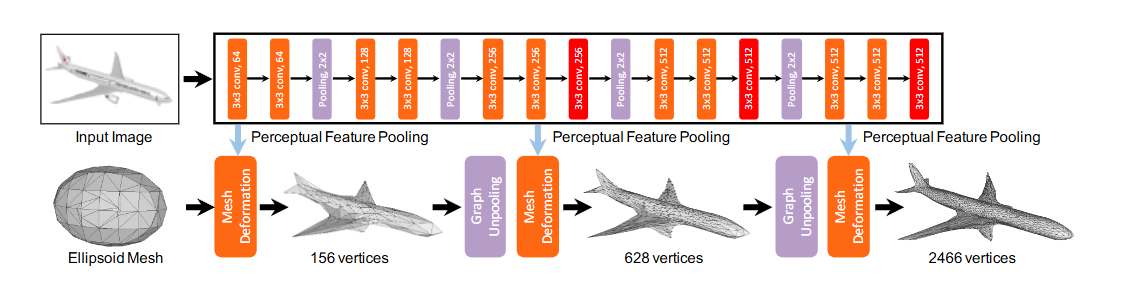 3x3 conv, 64
3x3 conv, 64
Pooling, 2x2
3x3 conv, 128
3x3 conv, 128
Pooling, 2x2
3x3 conv, 256
3x3 conv, 256
3x3 conv, 256
Pooling, 2x2
3x3 conv, 512
3x3 conv, 512
3x3 conv, 512
Pooling, 2x2
3x3 conv, 512
3x3 conv, 512
3x3 conv, 512
Input Image
Perceptual Feature Pooling
Perceptual Feature Pooling
Perceptual Feature Pooling
Mesh
Deformation
Graph
Unpooling
Mesh
Deformation
Graph
Unpooling
Mesh
Deformation
Ellipsoid Mesh
156 vertices
628 vertices
2466 vertices